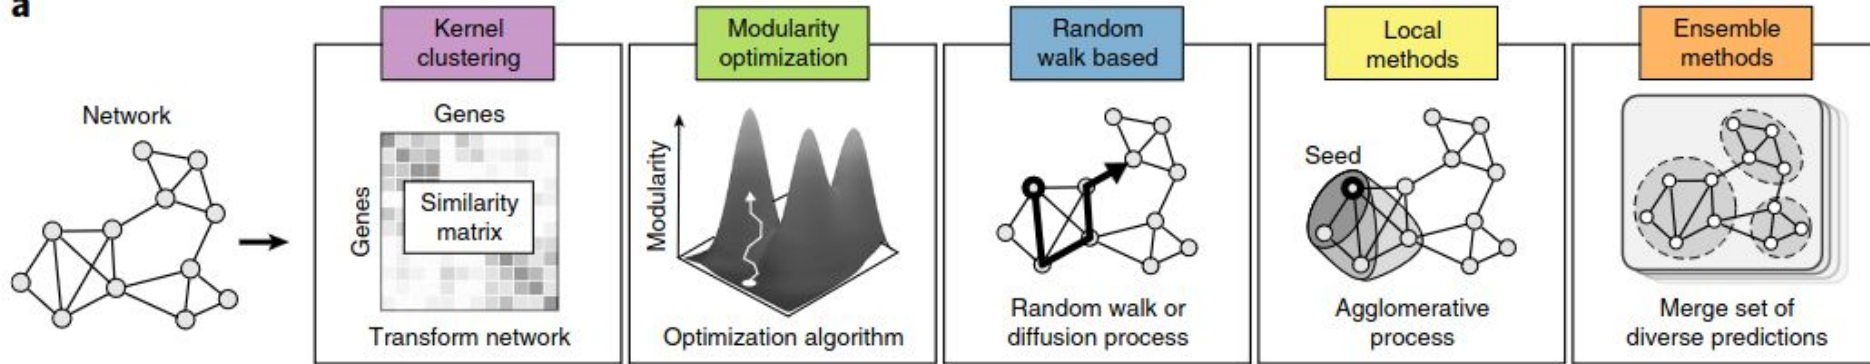 a
Network
Kernel
clustering
Genes
Genes
Similarity
matrix
Transform network
Modularity
optimization
Modularity
Optimization algorithm
Random
walk based
Random walk or
diffusion process
Local
methods
Seed
Agglomerative
process
Ensemble
methods
Merge set of
diverse predictions